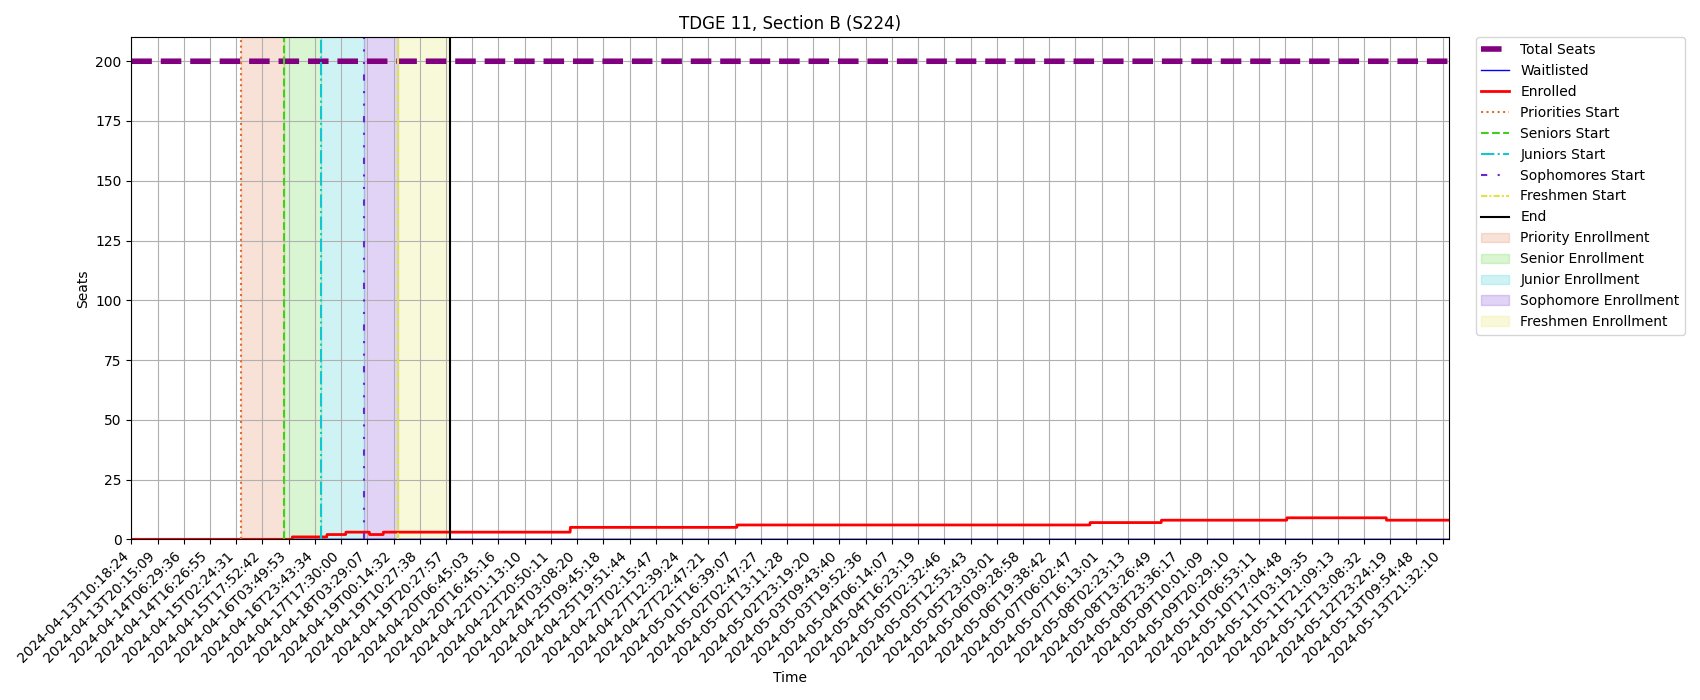 TDGE 11, Section B (S224)
200
175
150
125
100
75
50
25
0
Seats
2024-04-13T10:18:24
2024-04-13T20:15:09
2024-04-14T06:29:36
2024-04-14T16:26:55
2024-04-15T02:24:31
2024-04-15T17:52:42
2024-04-16T03:49:53
2024-04-16T23:43:34
2024-04-17T17:30:00
2024-04-18T03:29:07
2024-04-19T00:14:32
2024-04-19T10:27:38
2024-04-19T20:27:57
2024-04-20T06:45:03
2024-04-20T16:45:16
2024-04-22T01:13:10
2024-04-22T20:50:11
2024-04-24T03:08:20
2024-04-25T09:45:18
2024-04-25T19:51:44
2024-04-27T02:15:47
2024-04-27T12:39:24
2024-04-27T22:47:21
2024-05-01T16:39:07
2024-05-02T02:47:27
2024-05-02T13:11:28
2024-05-02T23:19:20
2024-05-03T09:43:40
2024-05-03T19:52:36
2024-05-04T06:14:07
2024-05-04T16:23:19
2024-05-05T02:32:46
2024-05-05T12:53:43
2024-05-05T23:03:01
2024-05-06T09:28:58
2024-05-06T19:38:42
2024-05-07T06:02:47
2024-05-07T16:13:01
2024-05-08T02:23:13
2024-05-08T13:26:49
2024-05-08T23:36:17
2024-05-09T10:01:09
2024-05-09T20:29:10
2024-05-10T06:53:11
2024-05-10T17:04:48
2024-05-11T03:19:35
2024-05-11T21:09:13
2024-05-12T13:08:32
2024-05-12T23:24:19
2024-05-13T09:54:48
2024-05-13T21:32:10
Time
Total Seats
Waitlisted
Enrolled
Priorities Start
Seniors Start
Juniors Start
Sophomores Start
Freshmen Start
End
Priority Enrollment
Senior Enrollment
Junior Enrollment
Sophomore Enrollment
Freshmen Enrollment